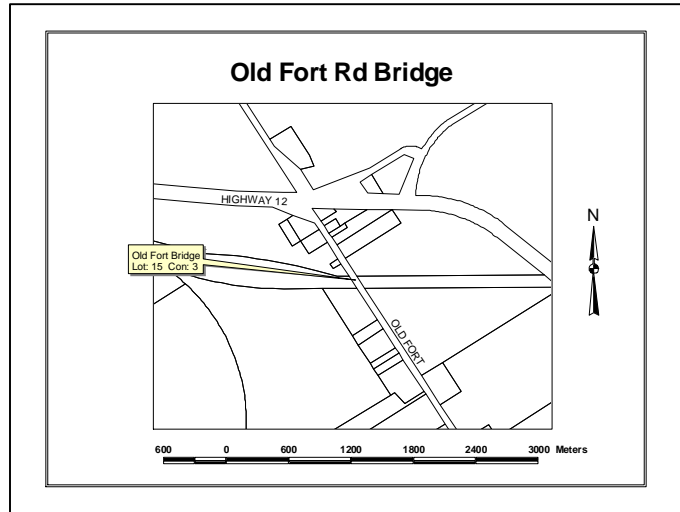 Old Fort Rd Bridge
HIGHWAY 12
N
Old Fort Bridge
Lot: 15 Con: 3
OLD FORT
600 0 600 1200 1800 2400 3000 Meters